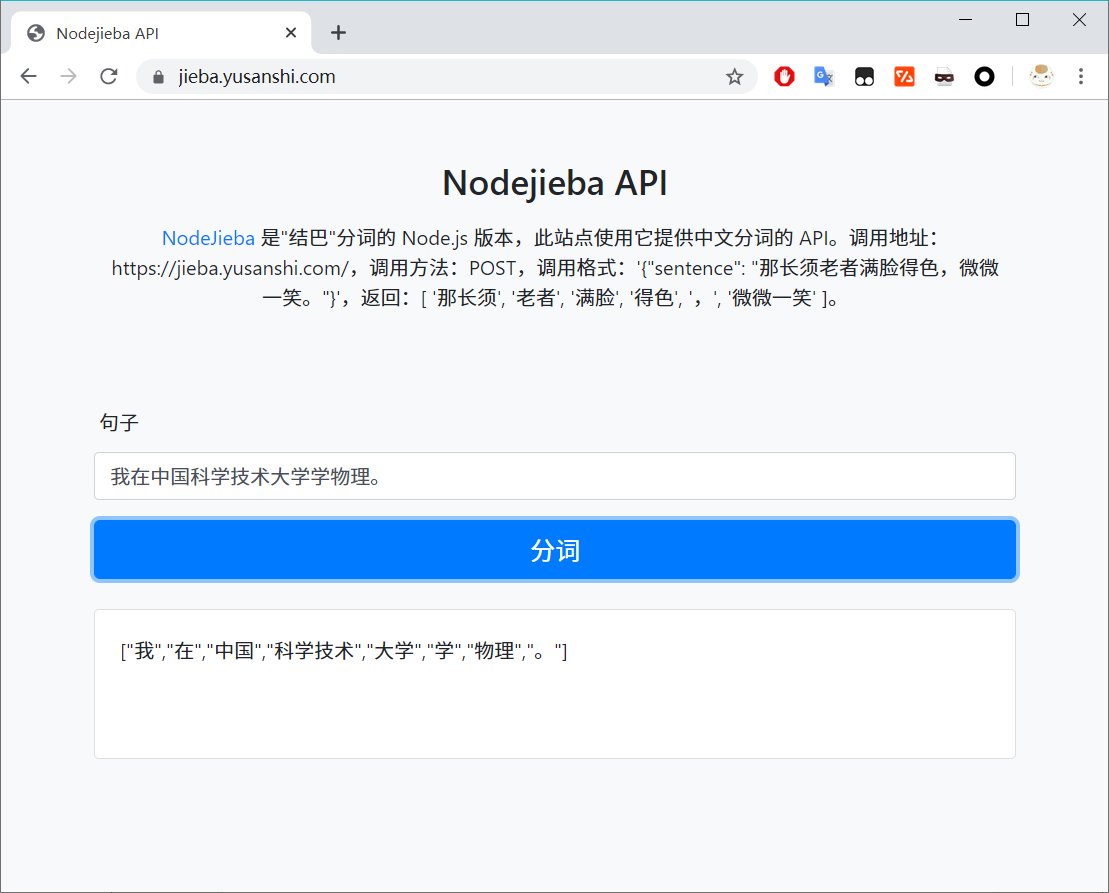 Nodejieba API
jieba.yusanshi.com
Nodejieba API
NodeJieba 是"结巴"分词的 Node.js 版本，此站点使用它提供中文分词的 API。调用地址：
https://jieba.yusanshi.com/，调用方法：POST，调用格式：'{"sentence": "那长须老者满脸得色，微微
一笑。"}'，返回：[ '那长须', '老者', '满脸', '得色', '，', '微微一笑' ]。
句子
我在中国科学技术大学学物理。
分词
["我","在","中国","科学技术","大学","学","物理","。"]